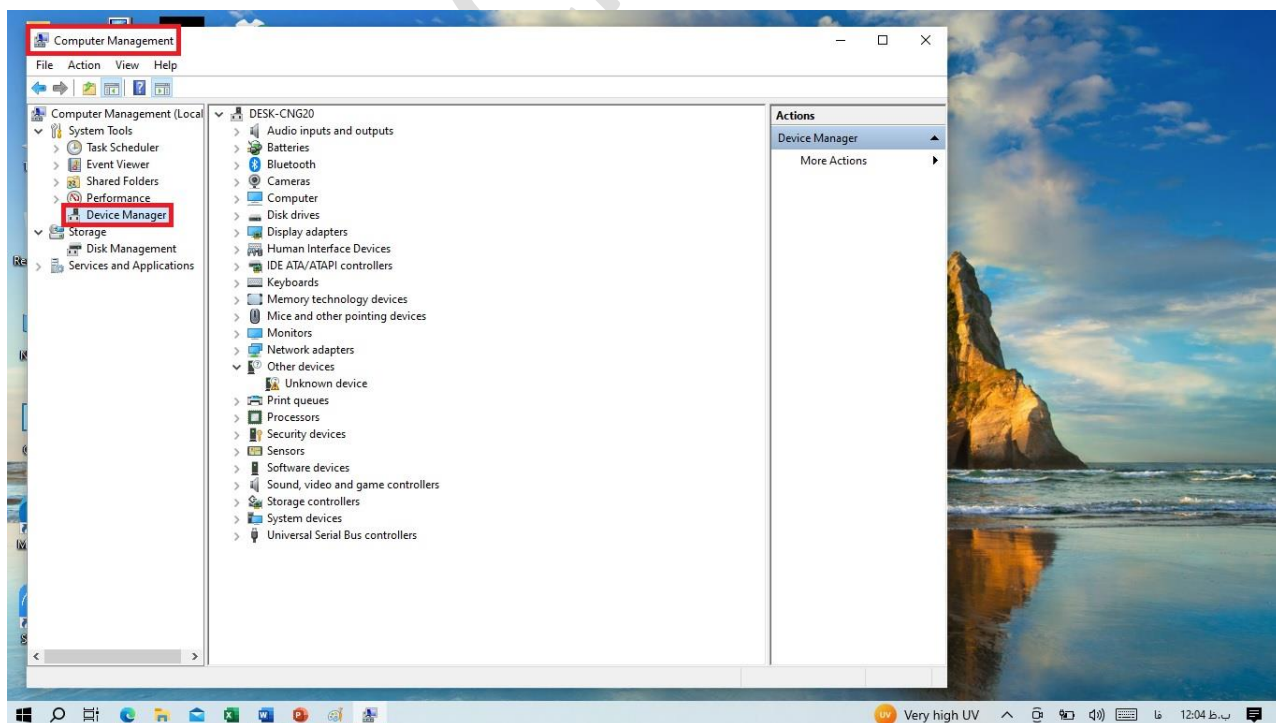 Computer Management
File Action View Help
Computer Management (Local
System Tools
Task Scheduler
Event Viewer
Shared Folders
Performance
Device Manager
Storage
Disk Management
Services and Applications
DESK-CNG20
Audio inputs and outputs
Batteries
Bluetooth
Cameras
Computer
Disk drives
Display adapters
Human Interface Devices
IDE ATA/ATAPI controllers
Keyboards
Memory technology devices
Mice and other pointing devices
Monitors
Network adapters
Other devices
Unknown device
Print queues
Processors
Security devices
Sensors
Software devices
Sound, video and game controllers
Storage controllers
System devices
Universal Serial Bus controllers
Actions
Device Manager
More Actions
UV Very high UV
فا
12:04 ب.ظ